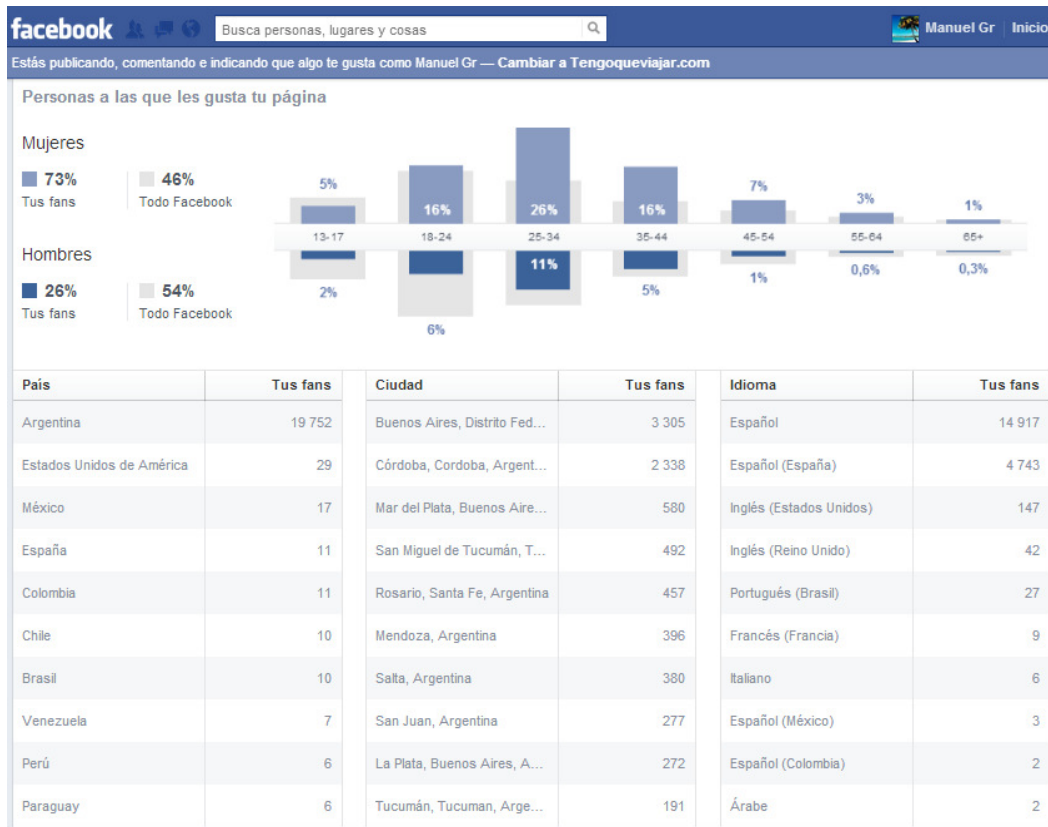 facebook
Busca personas, lugares y cosas
Manuel Gr
Inicio
Estás publicando, comentando e indicando que algo te gusta como Manuel Gr — Cambiar a Tengoqueviajar.com
Personas a las que les gusta tu página
Mujeres
73%
Tus fans
46%
Todo Facebook
Hombres
26%
Tus fans
54%
Todo Facebook
5% 16% 26% 16% 7% 3% 1%
13-17 18-24 25-34 35-44 45-54 55-64 65+
2% 6% 11% 5% 1% 0,6% 0,3%
País Tus fans Ciudad Tus fans Idioma Tus fans
Argentina 19 752 Buenos Aires, Distrito Fed... 3 305 Español 14 917
Estados Unidos de América 29 Córdoba, Cordoba, Argent... 2 338 Español (España) 4 743
México 17 Mar del Plata, Buenos Aire... 580 Inglés (Estados Unidos) 147
España 11 San Miguel de Tucumán, T... 492 Inglés (Reino Unido) 42
Colombia 11 Rosario, Santa Fe, Argentina 457 Portugués (Brasil) 27
Chile 10 Mendoza, Argentina 396 Francés (Francia) 9
Brasil 10 Salta, Argentina 380 Italiano 6
Venezuela 7 San Juan, Argentina 277 Español (México) 3
Perú 6 La Plata, Buenos Aires, A... 272 Español (Colombia) 2
Paraguay 6 Tucumán, Tucuman, Arge... 191 Árabe 2